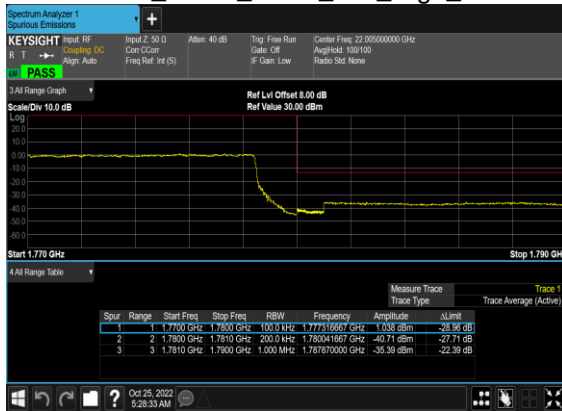 Spectrum Analyzer 1
Spurious Emissions
KEYSIGHT
R T
LXI
PASS
Input: RF
Coupling: DC
Align: Auto
Input Z: 50 Ω
Corr CCorr
Freq Ref: Int (S)
Atten: 40 dB
Trig: Free Run
Gate: Off
IF Gain: Low
Center Freq: 22.005000000 GHz
Avg|Hold: 100/100
Radio Std: None
3 All Range Graph
Scale/Div 10.0 dB
Ref Lvl Offset 8.00 dB
Ref Value 30.00 dBm
Log
20.0
10.0
0.00
-10.0
-20.0
-30.0
-40.0
-50.0
-60.0
Start 1.770 GHz
Stop 1.790 GHz
4 All Range Table
Measure Trace Trace 1
Trace Type Trace Average (Active)
Spur Range Start Freq Stop Freq RBW Frequency Amplitude ΔLimit
1 1 1.7700 GHz 1.7800 GHz 100.0 kHz 1.777316667 GHz 1.038 dBm -28.96 dB
2 2 1.7800 GHz 1.7810 GHz 200.0 kHz 1.780041667 GHz -40.71 dBm -27.71 dB
3 3 1.7810 GHz 1.7900 GHz 1.000 MHz 1.787870000 GHz -35.39 dBm -22.39 dB
?
Oct 25, 2022
5:28:33 AM